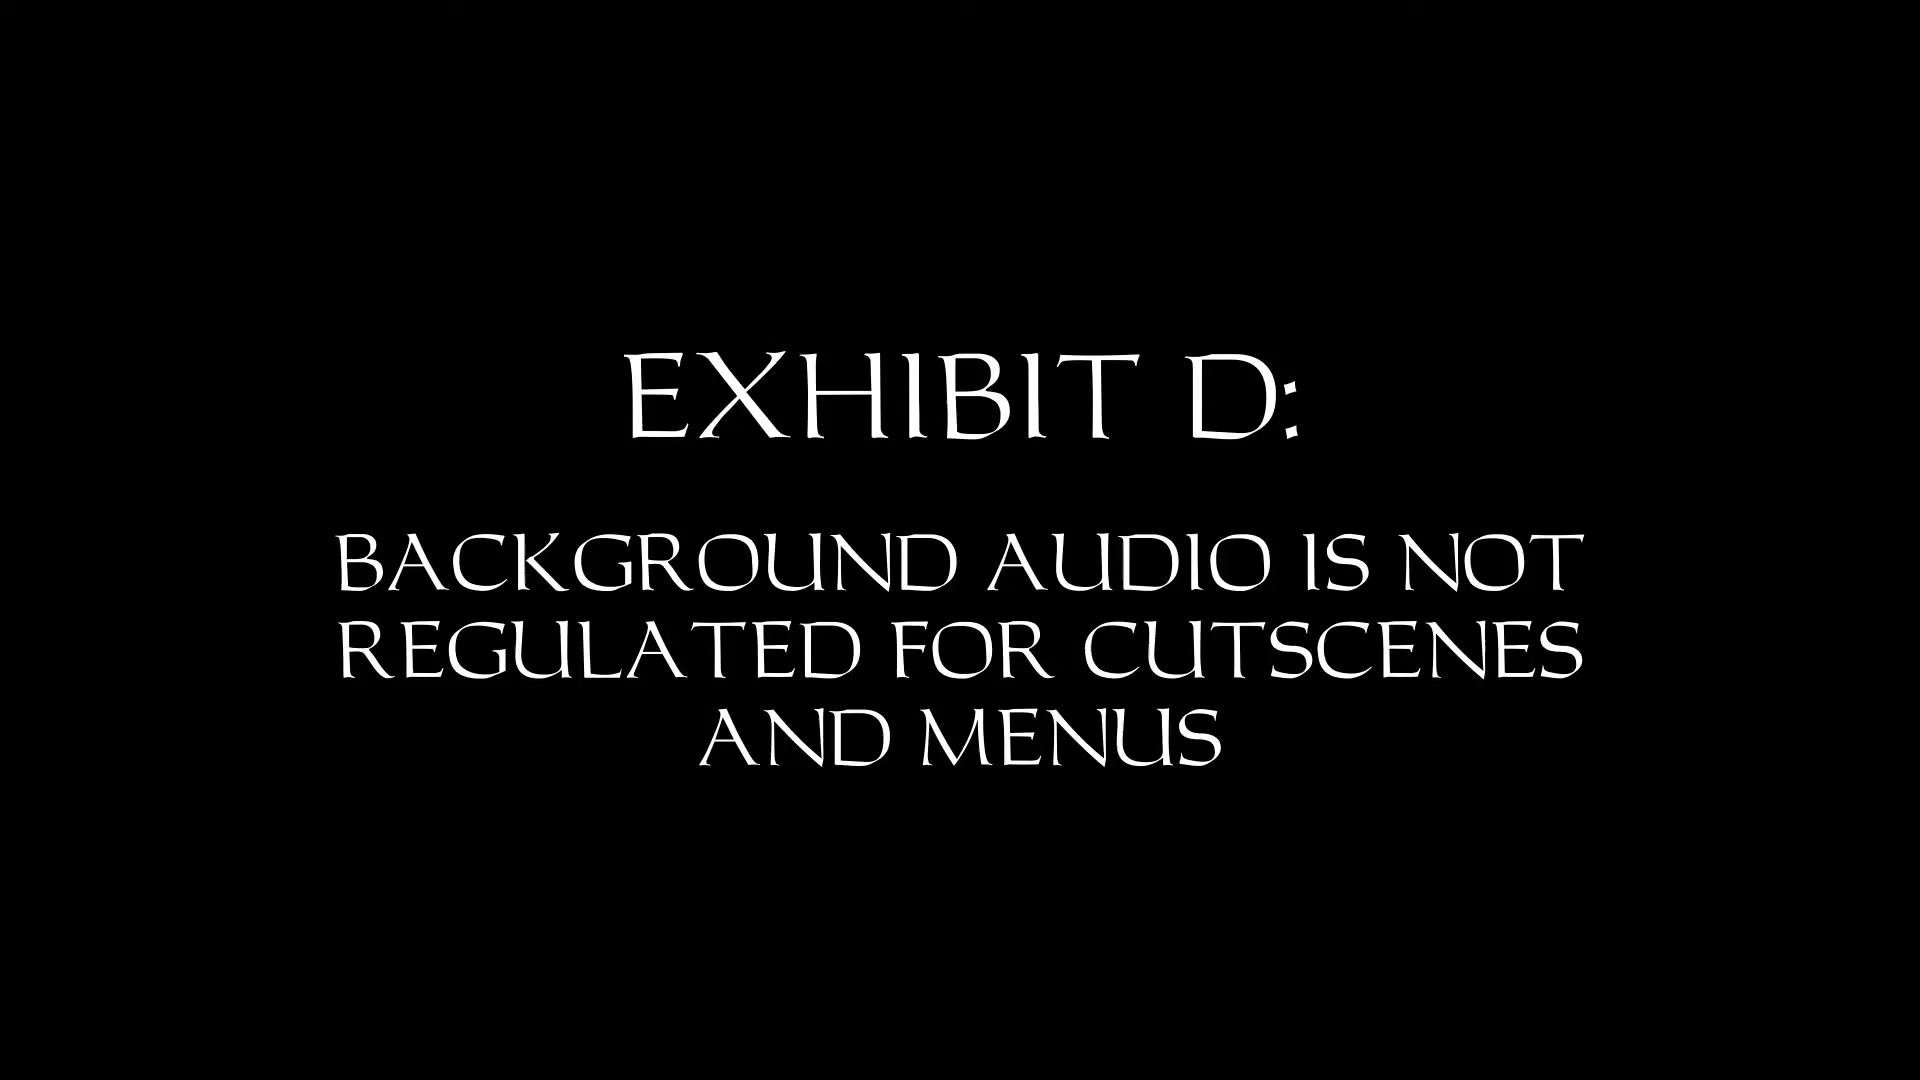 EXHIBIT D:
BACKGROUND AUDIO IS NOT
REGULATED FOR CUTSCENES
AND MENUS